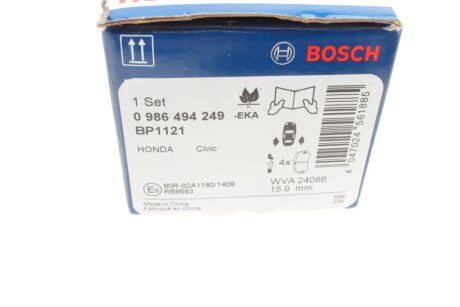 BOSCH
1 Set
0 986 494 249 -EKA
BP1121
HONDA Civic
4x
4 047024 561885
WVA 24086
15.9 mm
E9 90R-02A1180/1409
RB9593
Made in China
Fabriqué en Chine